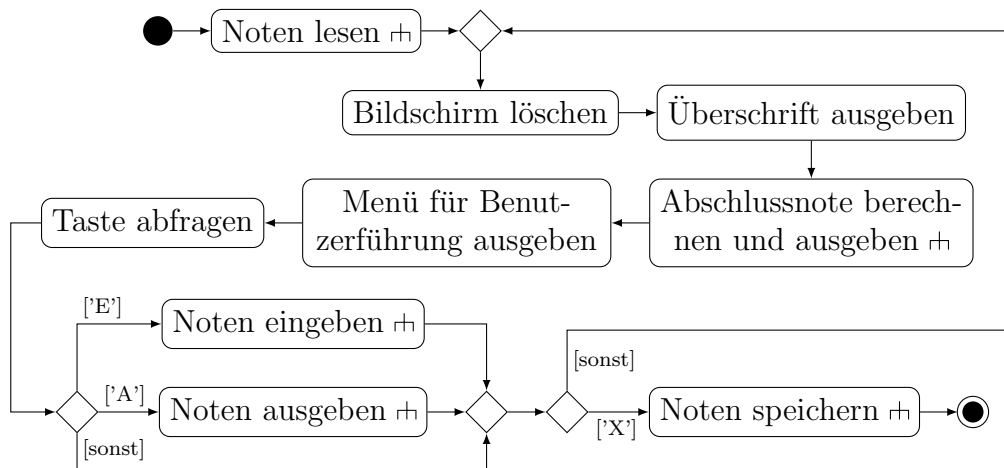 Noten lesen
Bildschirm löschen
Überschrift ausgeben
Taste abfragen
Menü für Benut-
zerführung ausgeben
Abschlussnote berech-
nen und ausgeben
['E']
Noten eingeben
[sonst]
['A']
Noten ausgeben
['X']
Noten speichern
[sonst]